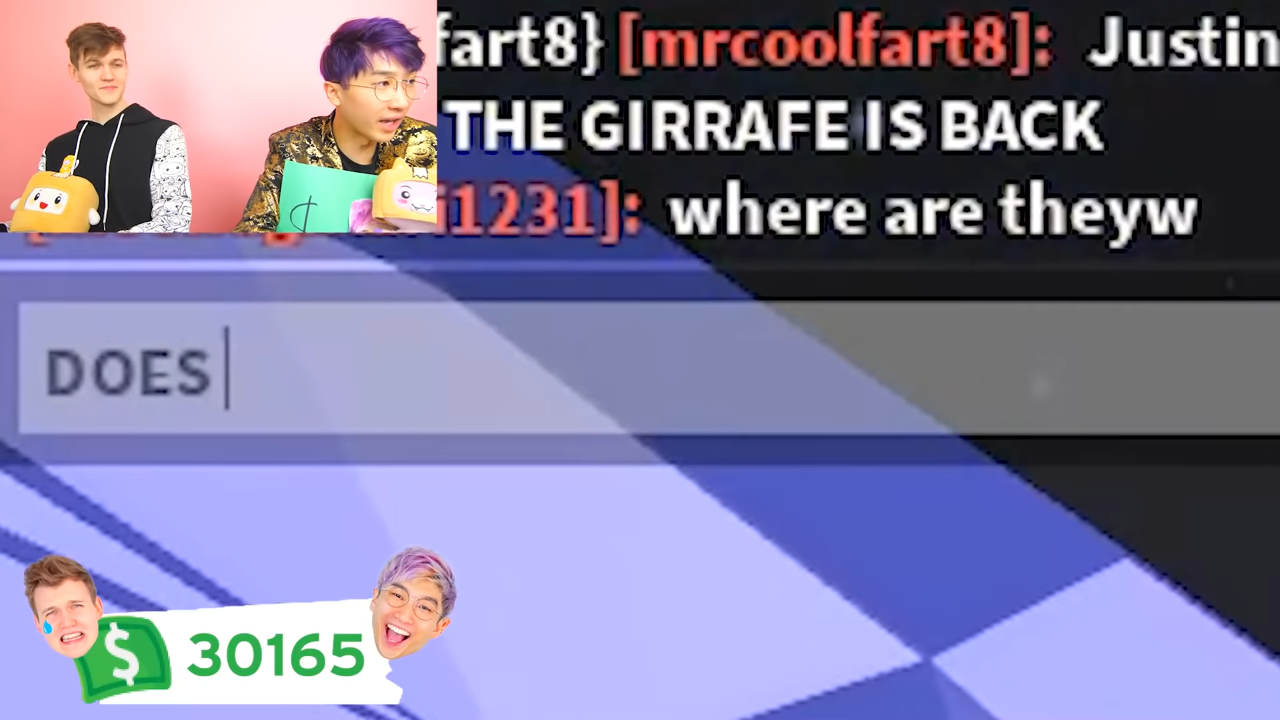 fart8} [mrcoolfart8]: Justin
THE GIRRAFE IS BACK
i1231]: where are theyw
DOES
$ 30165